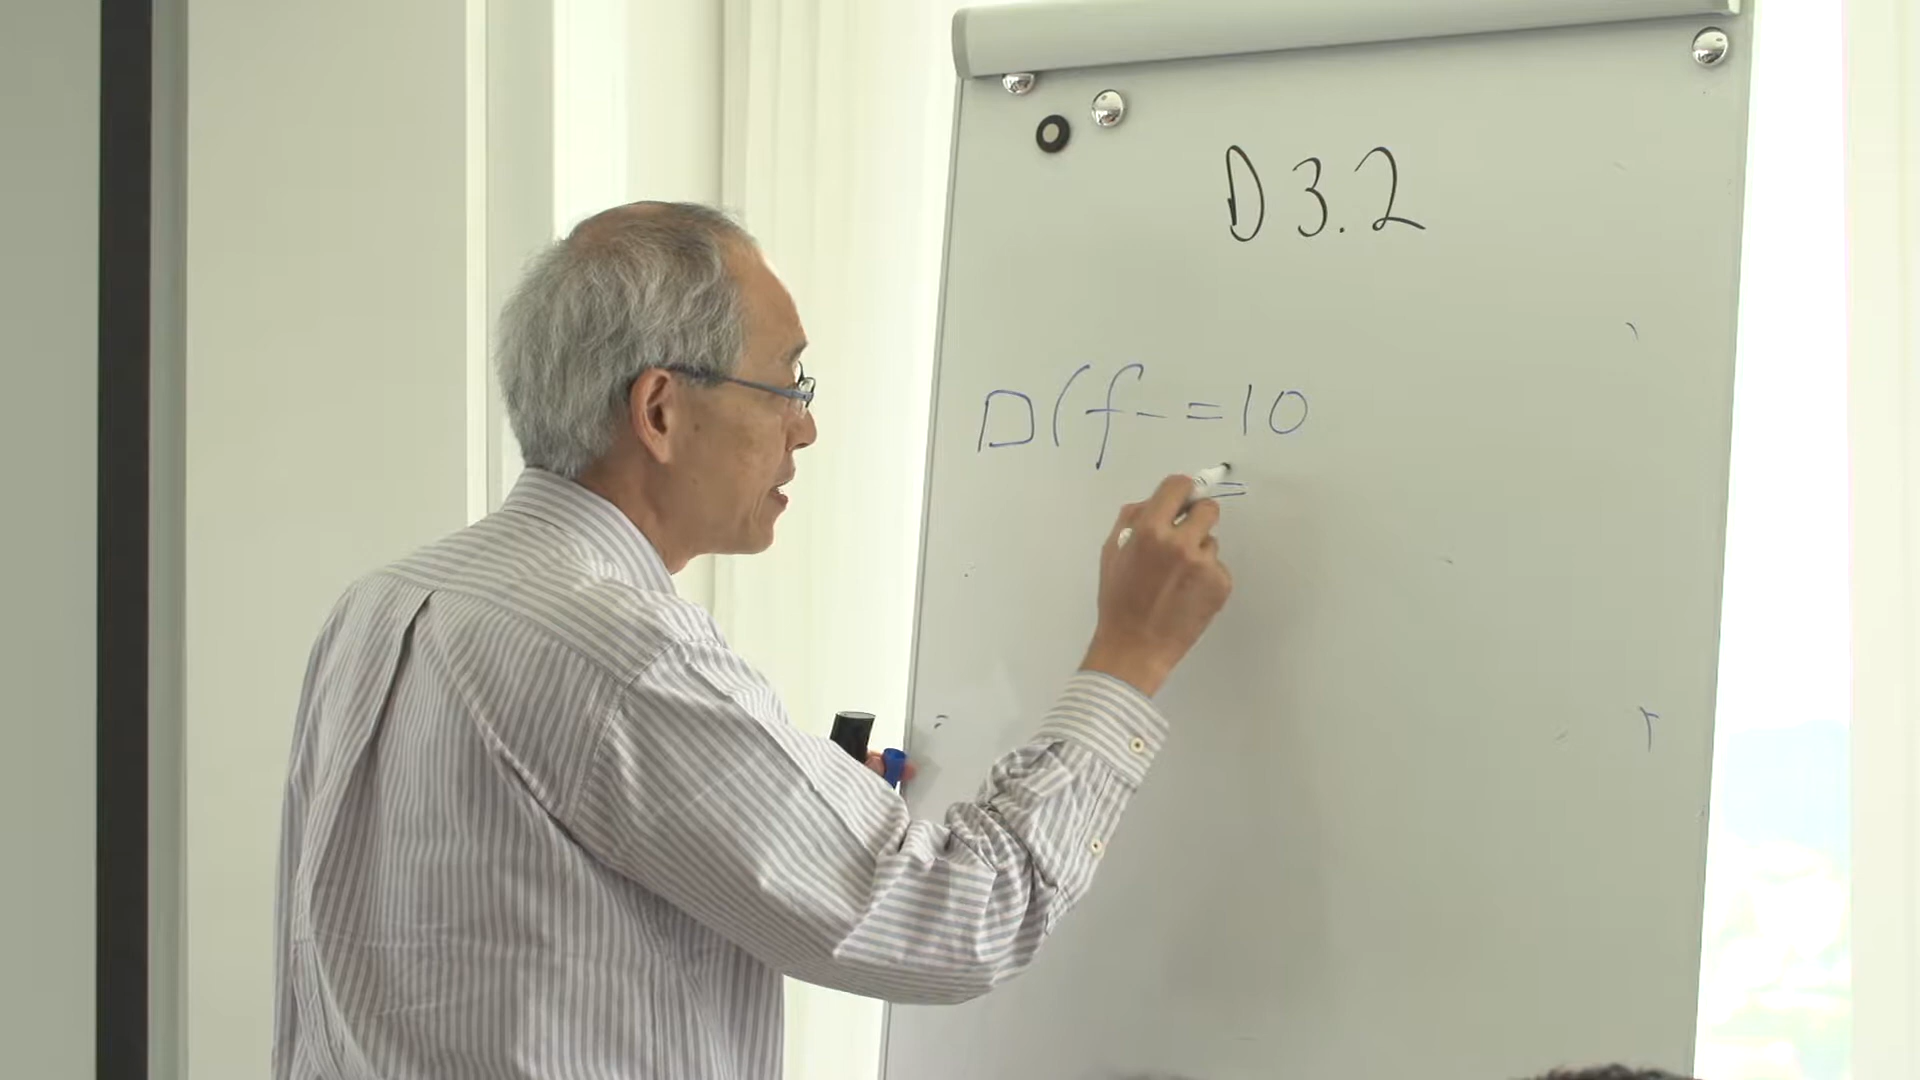 D 3.2
D(f- =10
=